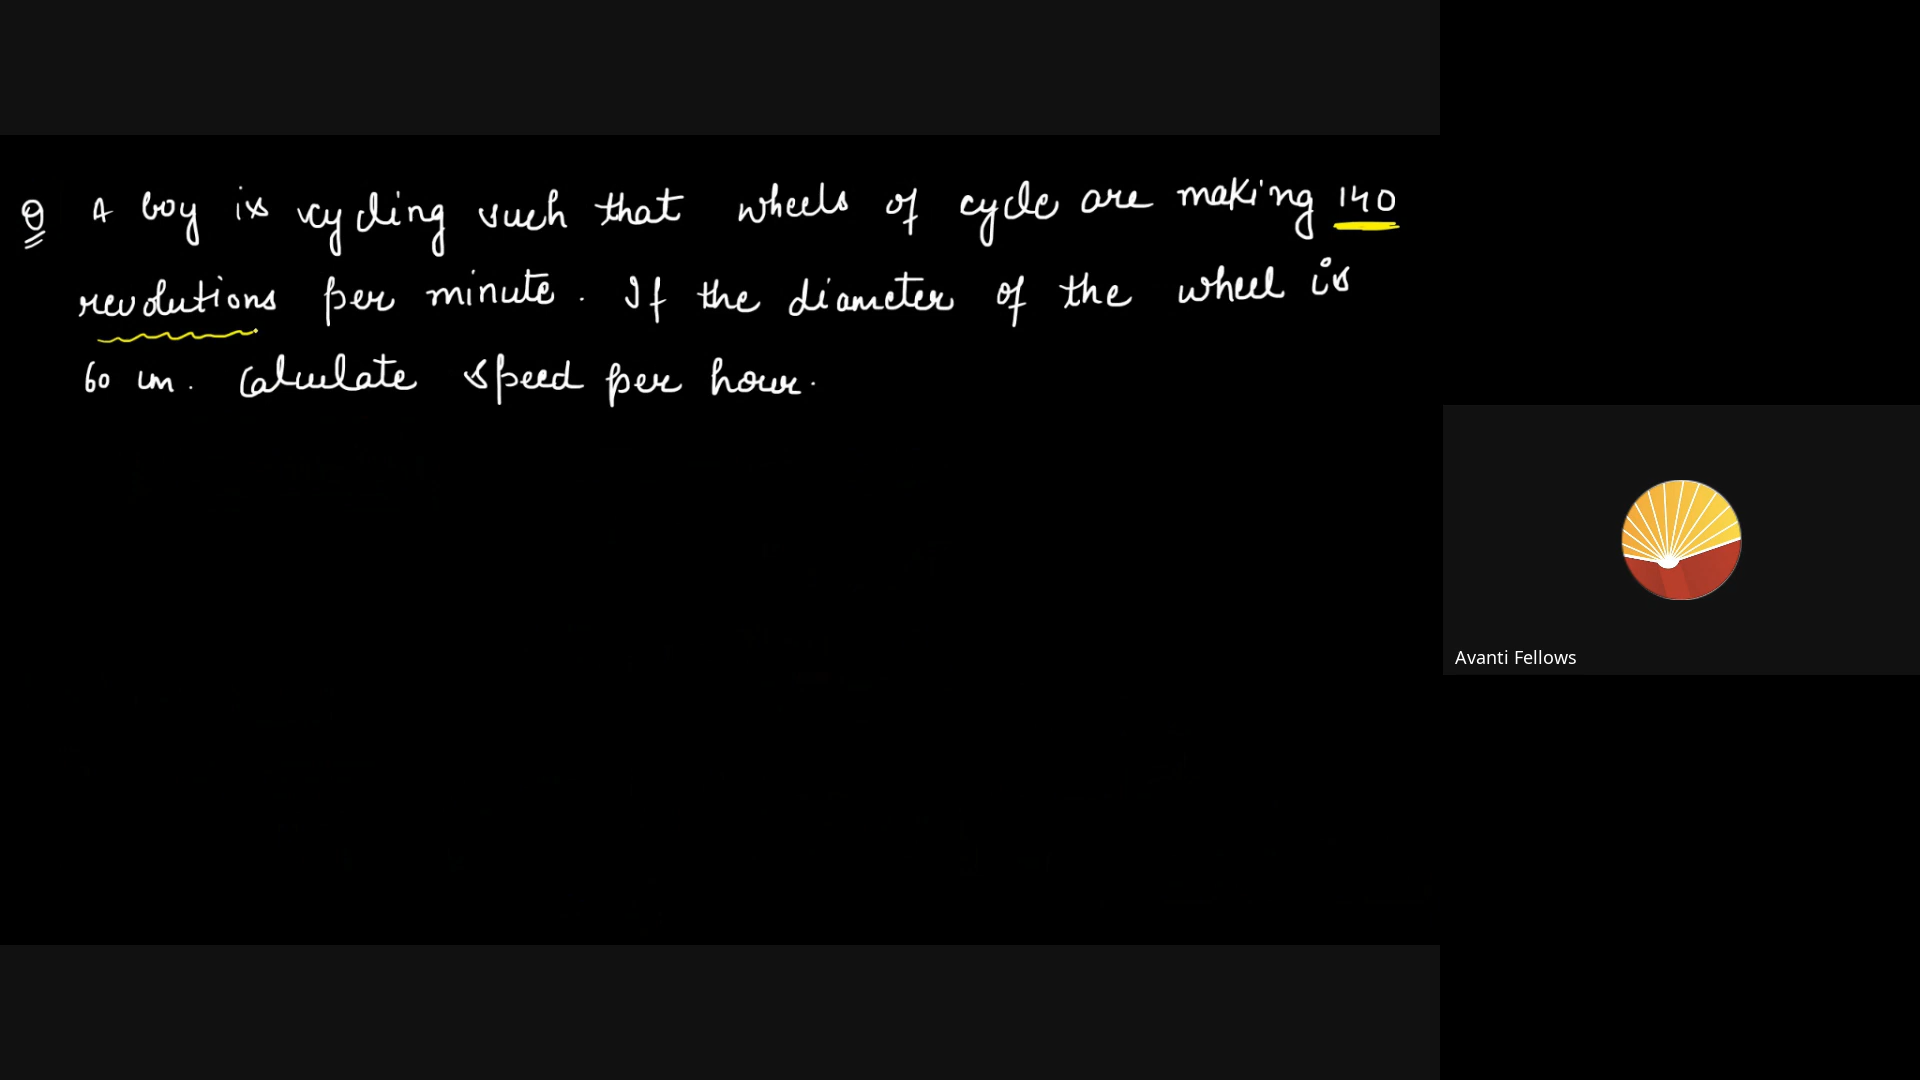 Q A boy is cycling such that wheels of cycle are making 140
revolutions per minute. If the diameter of the wheel is
60 cm. Calculate speed per hour.
Avanti Fellows